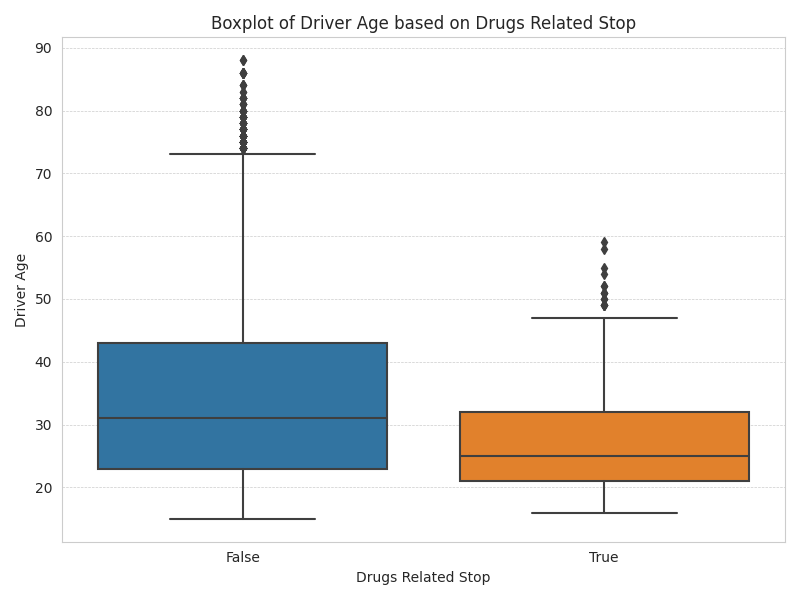 Boxplot of Driver Age based on Drugs Related Stop
90
80
70
60
50
40
30
20
Driver Age
False
True
Drugs Related Stop